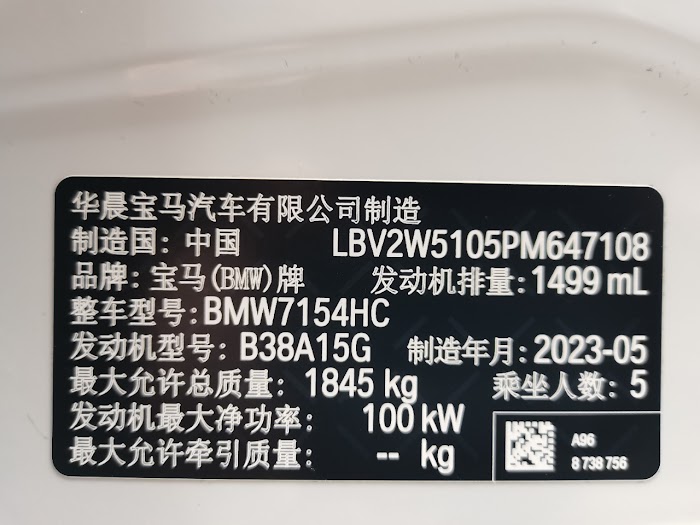 华晨宝马汽车有限公司制造
制造国: 中国 LBV2W5105PM647108
品牌: 宝马(BMW)牌 发动机排量: 1499 mL
整车型号: BMW7154HC
发动机型号: B38A15G 制造年月: 2023-05
最大允许总质量: 1845 kg 乘坐人数: 5
发动机最大净功率: 100 kW
最大允许牵引质量: -- kg
A96
8 738 756